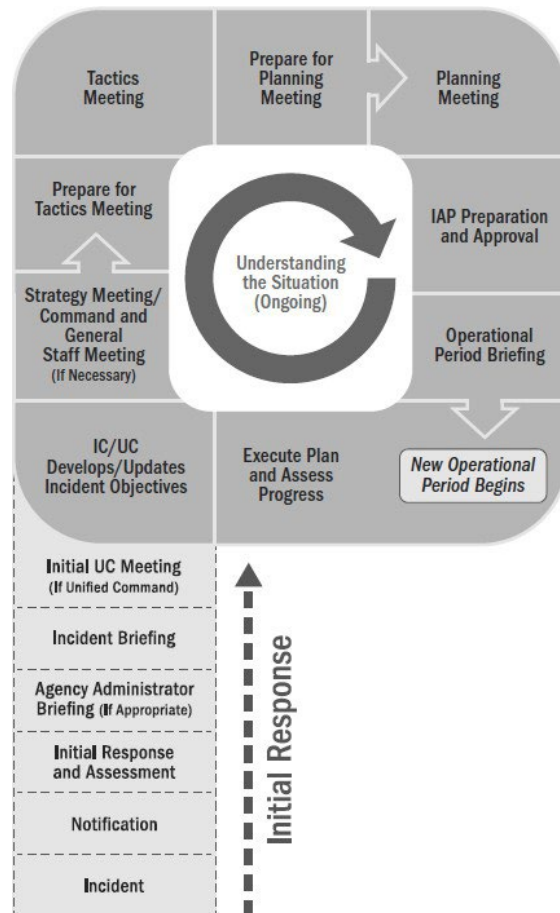 Tactics
Meeting
Prepare for
Planning
Meeting
Planning
Meeting
Prepare for
Tactics Meeting
Understanding
the Situation
(Ongoing)
IAP Preparation
and Approval
Strategy Meeting/
Command and
General
Staff Meeting
(If Necessary)
Operational
Period Briefing
IC/UC
Develops/Updates
Incident Objectives
Execute Plan
and Assess
Progress
New Operational
Period Begins
Initial UC Meeting
(If Unified Command)
Incident Briefing
Agency Administrator
Briefing (If Appropriate)
Initial Response
and Assessment
Notification
Incident
Initial Response